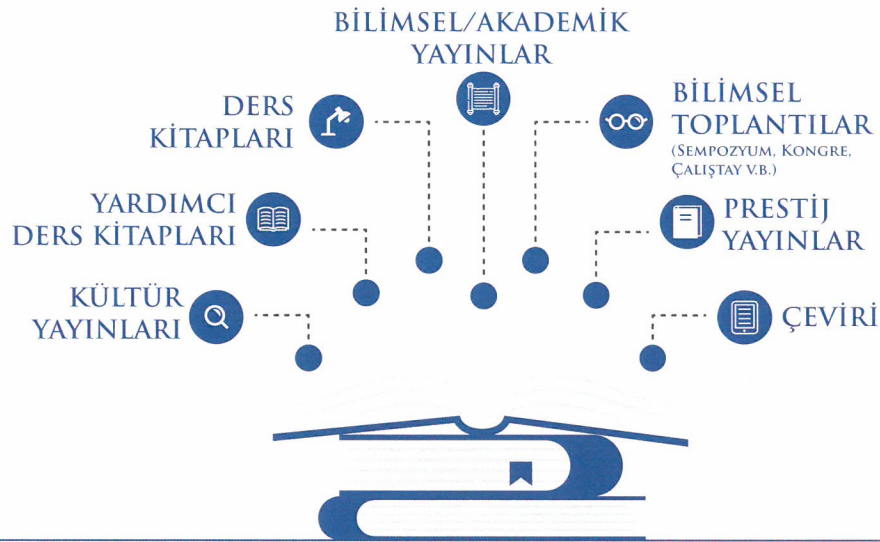 BİLİMSEL/AKADEMİK
YAYINLAR
DERS
KİTAPLARI
BİLİMSEL
TOPLANTILAR
(SEMPOZYUM, KONGRE,
ÇALIŞTAY V.B.)
YARDIMCI
DERS KİTAPLARI
PRESTİJ
YAYINLAR
KÜLTÜR
YAYINLARI
ÇEVİRİ